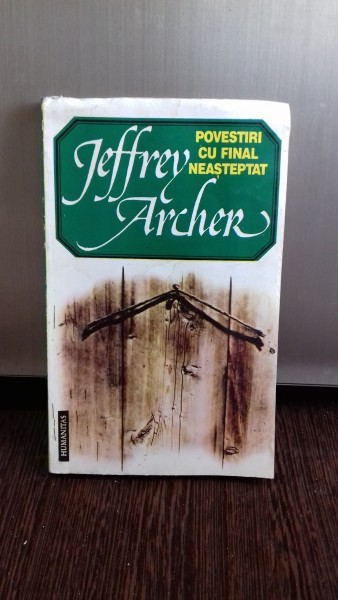 Jeffrey
Archer
POVESTIRI
CU FINAL
NEAȘTEPTAT
HUMANITAS